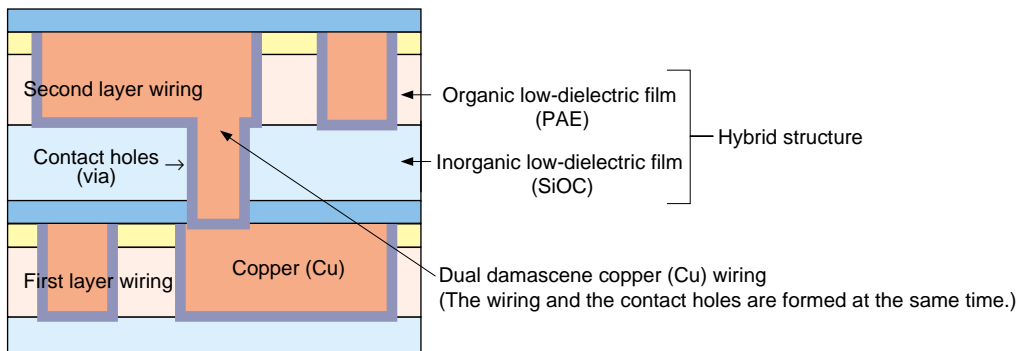 Second layer wiring
Organic low-dielectric film
(PAE)
Hybrid structure
Contact holes →
(via)
Inorganic low-dielectric film
(SiOC)
First layer wiring
Copper (Cu)
Dual damascene copper (Cu) wiring
(The wiring and the contact holes are formed at the same time.)